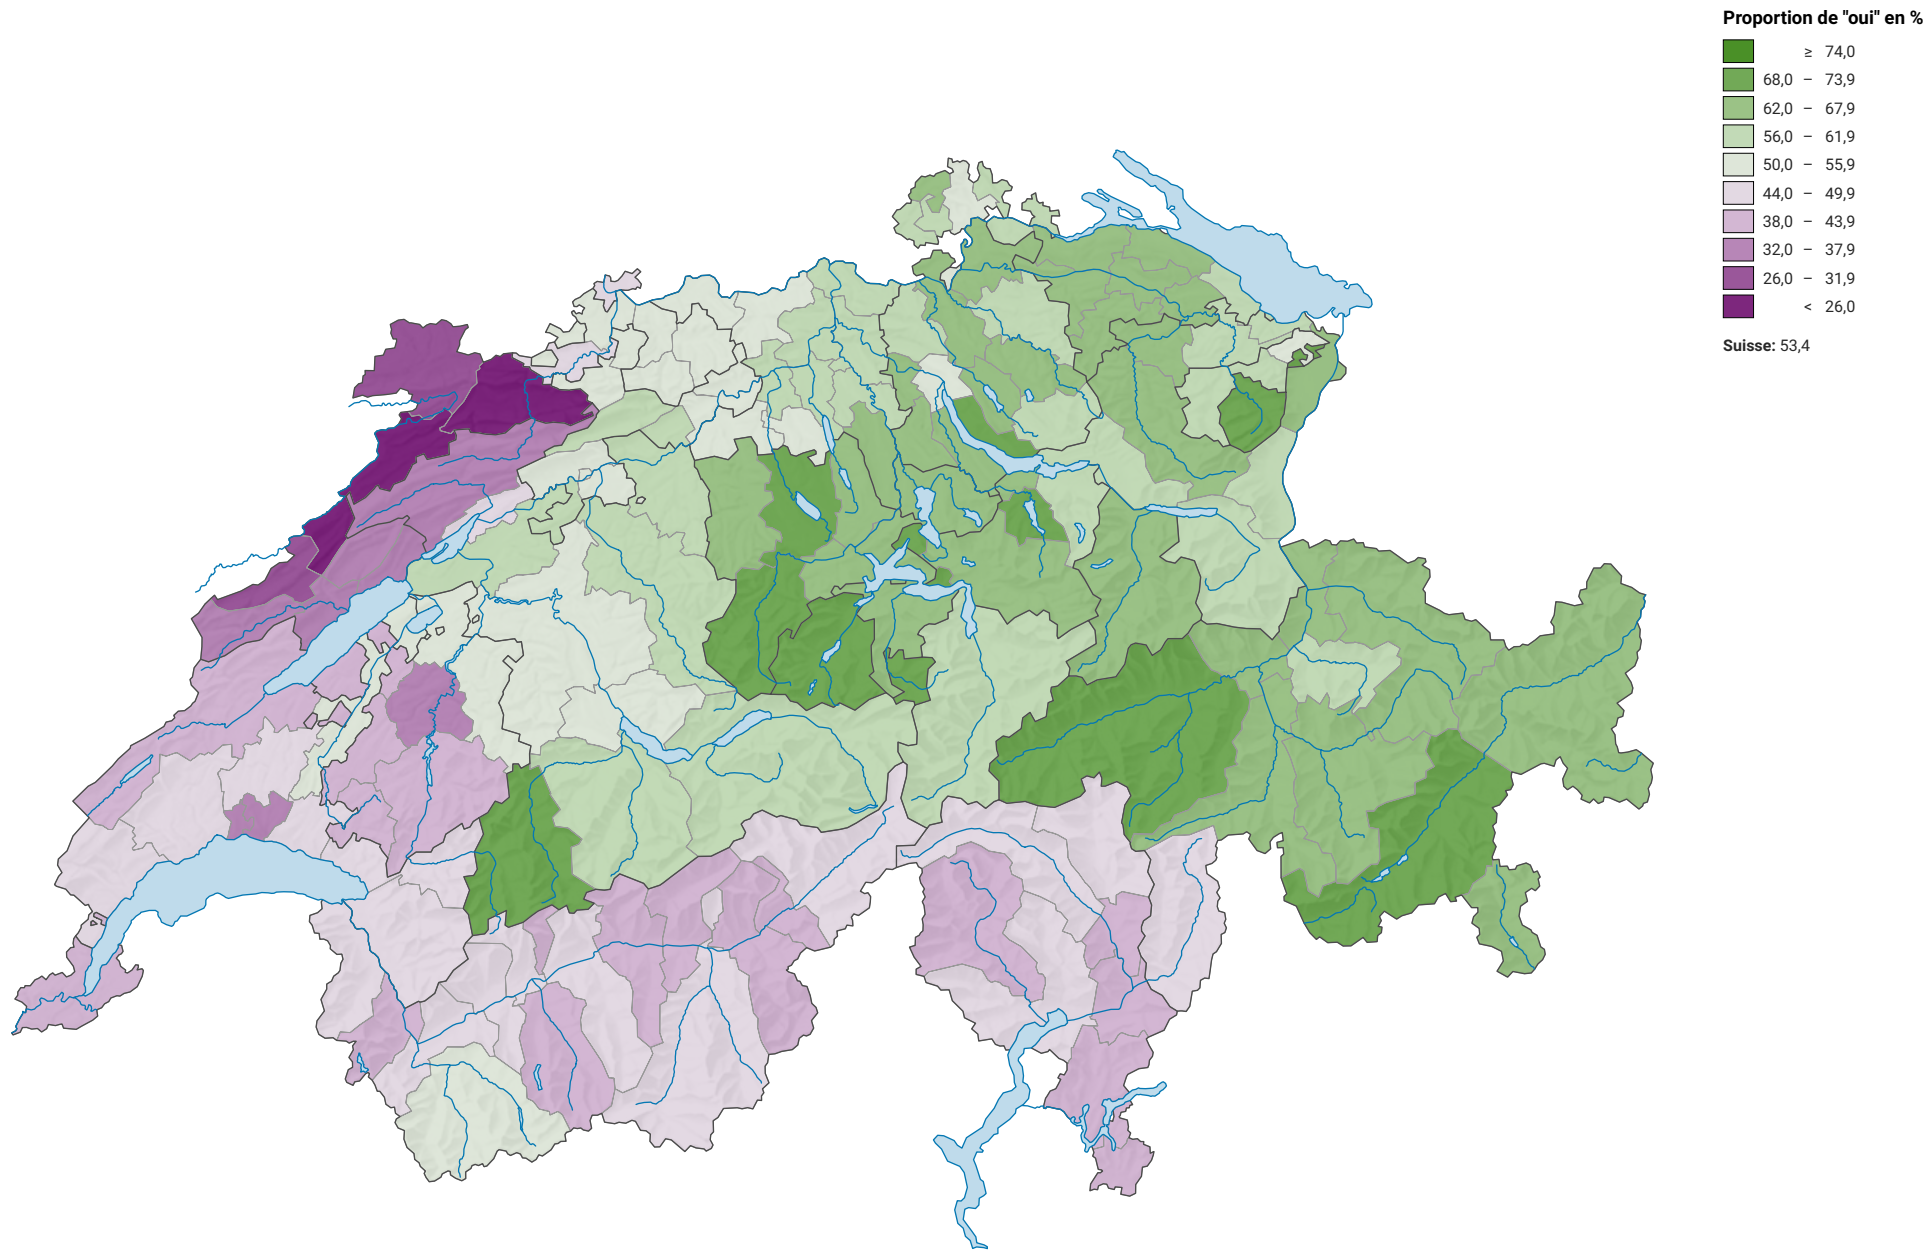 Proportion de "oui" en %
≥ 74,0
68,0 – 73,9
62,0 – 67,9
56,0 – 61,9
50,0 – 55,9
44,0 – 49,9
38,0 – 43,9
32,0 – 37,9
26,0 – 31,9
< 26,0
Suisse: 53,4